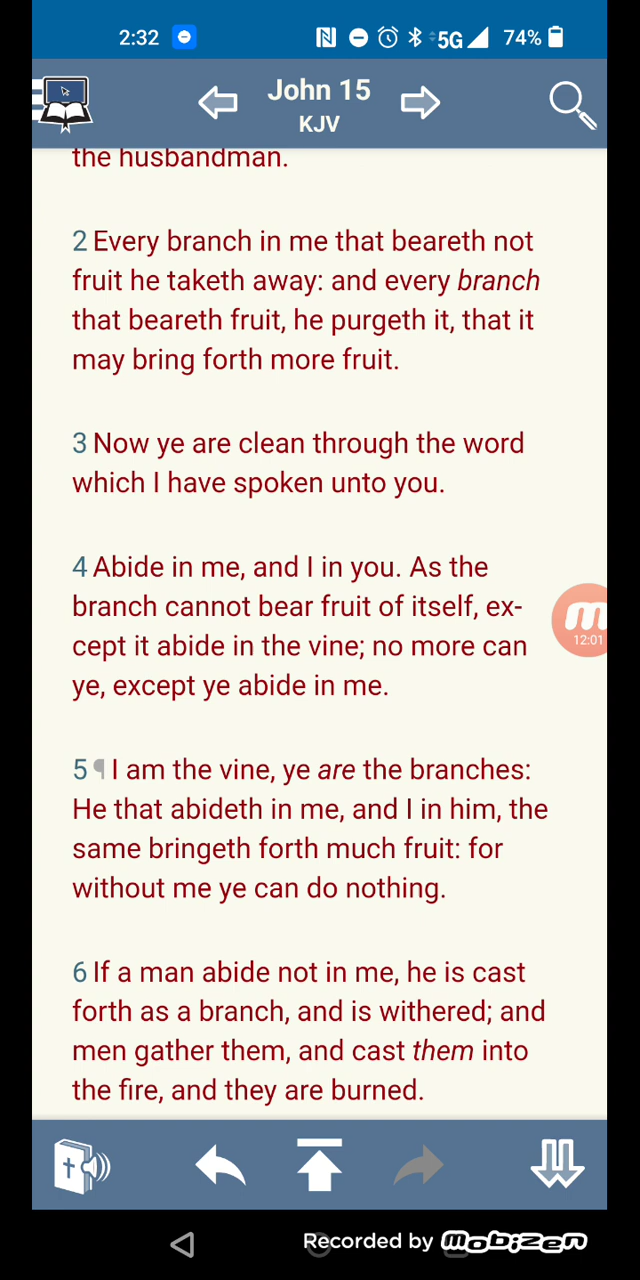 2:32 5G 74%
John 15
KJV
the husbandman.
2 Every branch in me that beareth not
fruit he taketh away: and every branch
that beareth fruit, he purgeth it, that it
may bring forth more fruit.
3 Now ye are clean through the word
which I have spoken unto you.
4 Abide in me, and I in you. As the
branch cannot bear fruit of itself, ex-
cept it abide in the vine; no more can
ye, except ye abide in me.
12:01
5 ¶ I am the vine, ye are the branches:
He that abideth in me, and I in him, the
same bringeth forth much fruit: for
without me ye can do nothing.
6 If a man abide not in me, he is cast
forth as a branch, and is withered; and
men gather them, and cast them into
the fire, and they are burned.
Recorded by mobizen